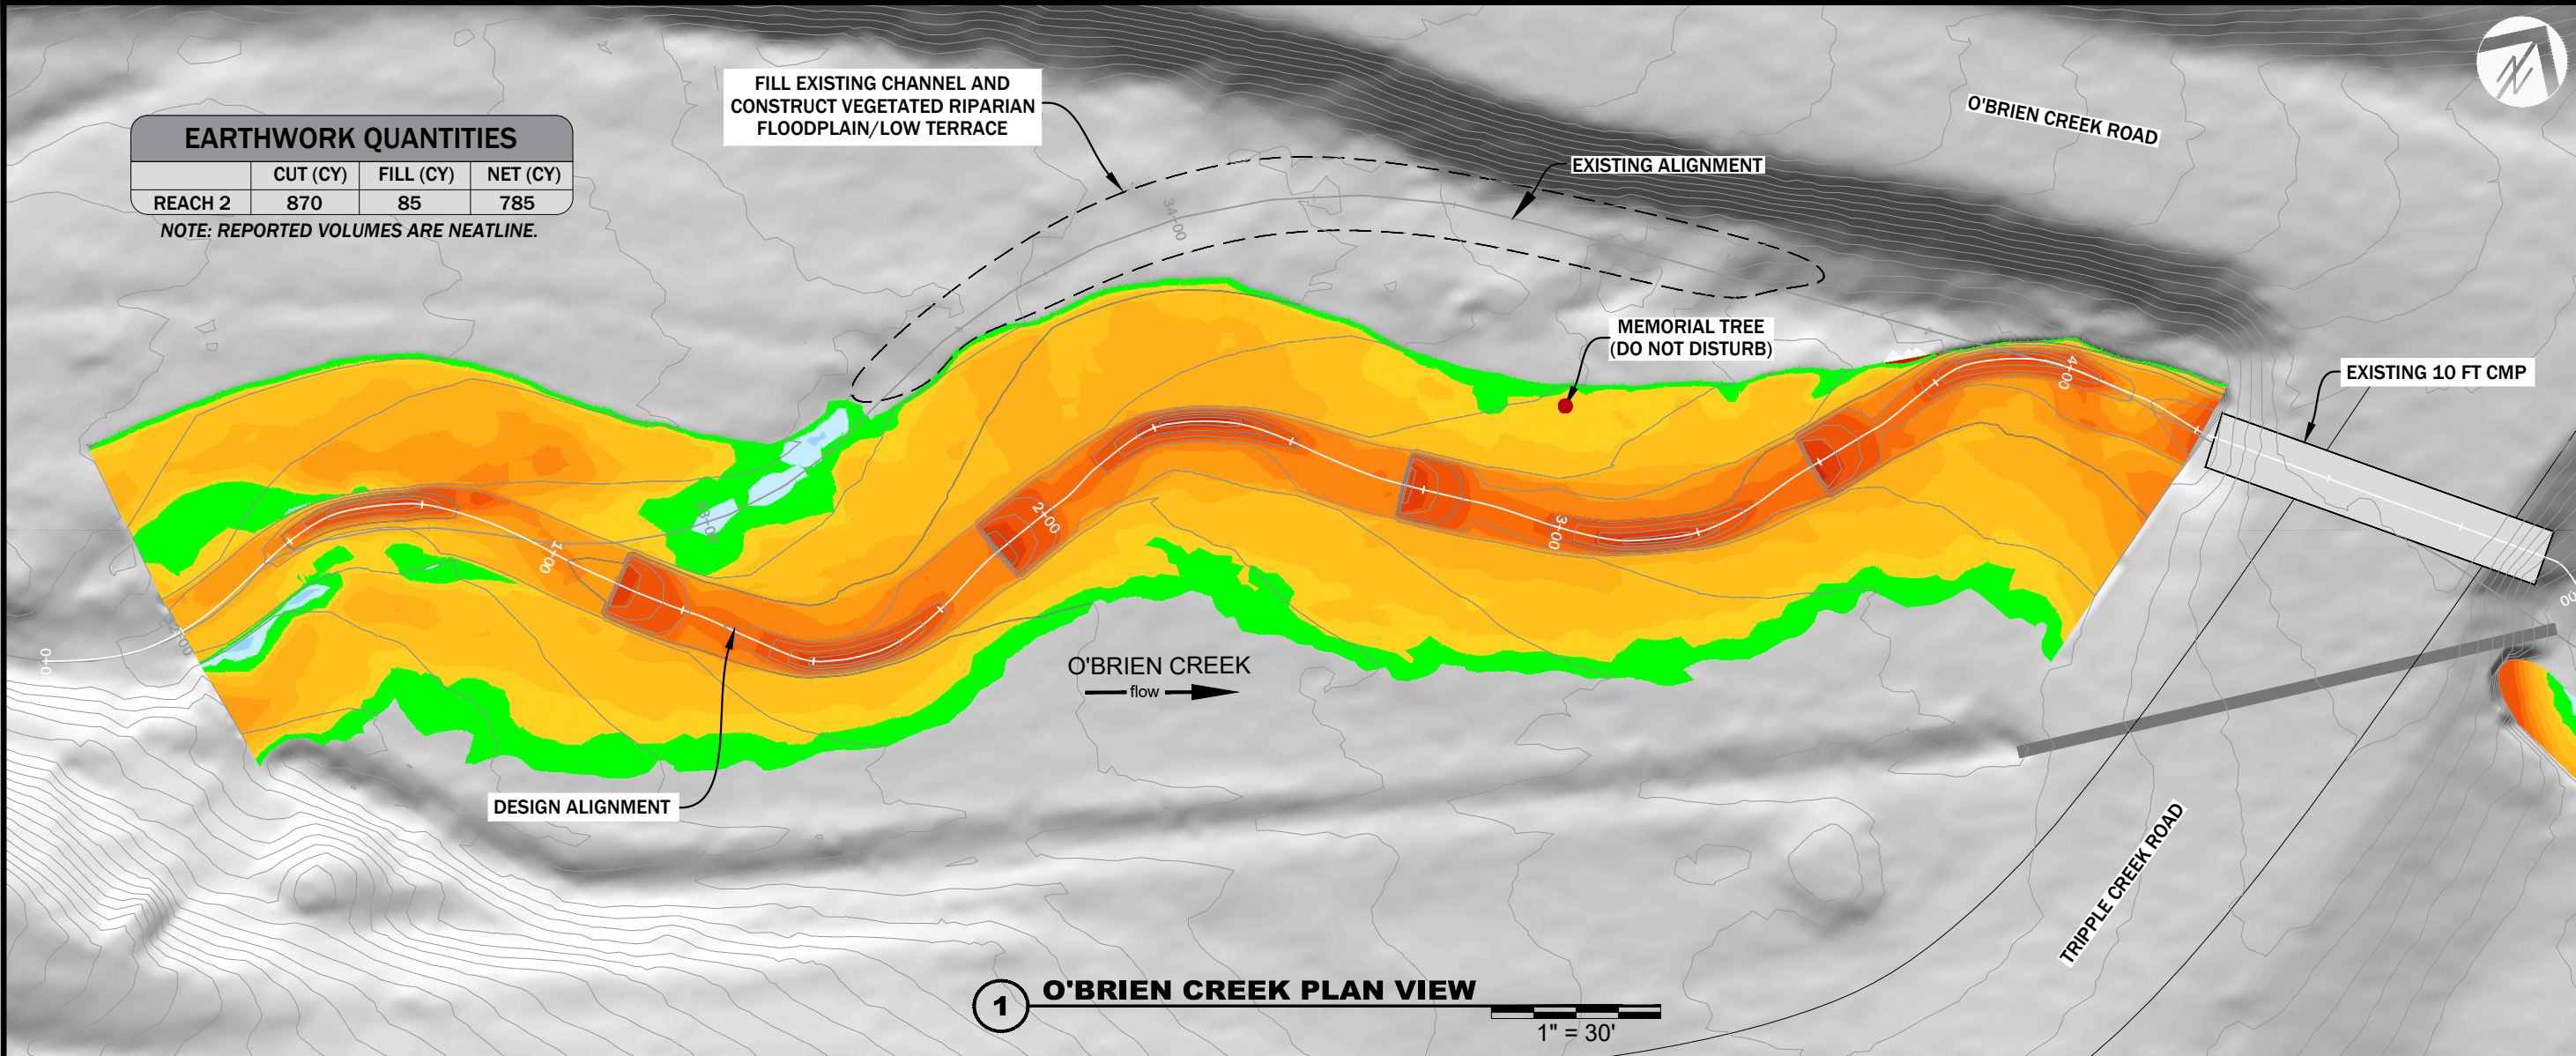 FILL EXISTING CHANNEL AND
CONSTRUCT VEGETATED RIPARIAN
FLOODPLAIN/LOW TERRACE
O'BRIEN CREEK ROAD
EARTHWORK QUANTITIES
CUT (CY) FILL (CY) NET (CY)
REACH 2 870 85 785
NOTE: REPORTED VOLUMES ARE NEATLINE.
EXISTING ALIGNMENT
34+00
MEMORIAL TREE
(DO NOT DISTURB)
EXISTING 10 FT CMP
4+00
33+00
2+00
3+00
1+00
32+00
O'BRIEN CREEK
flow
DESIGN ALIGNMENT
TRIPPLE CREEK ROAD
1
O'BRIEN CREEK PLAN VIEW
1" = 30'
N